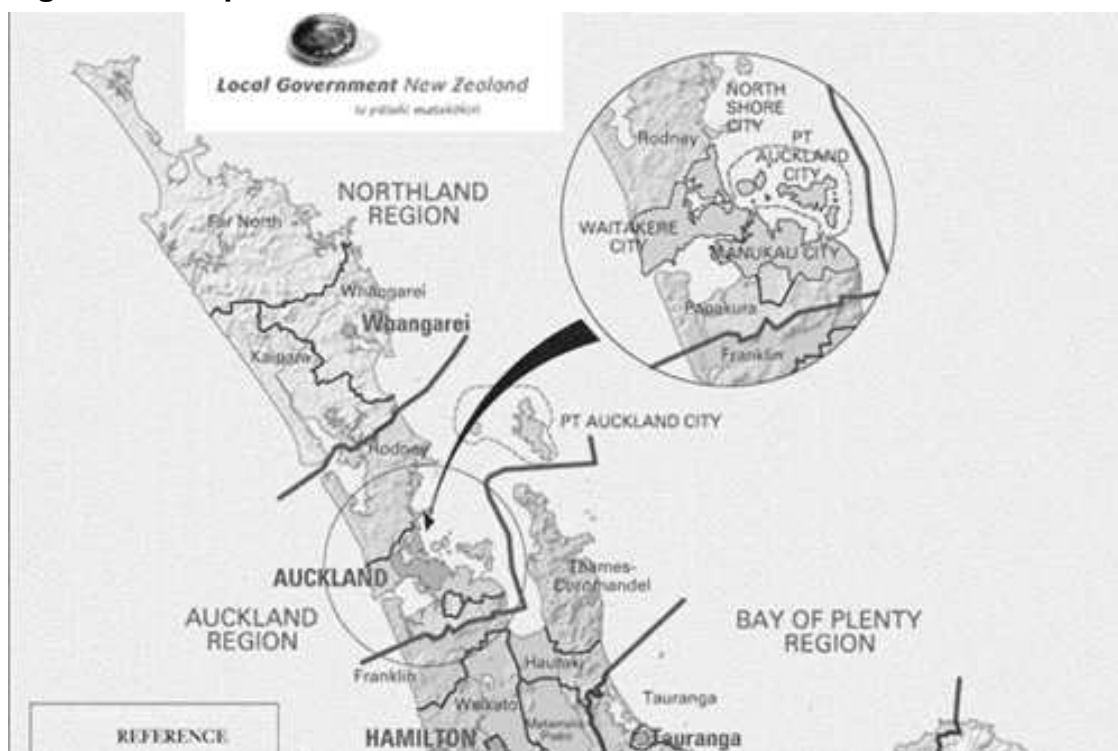 Local Government New Zealand
NORTH
SHORE
CITY
PT
AUCKLAND
CITY
Rodney
WAITAKERE
CITY
MANUKAU CITY
Papakura
Franklin
NORTHLAND
REGION
Far North
Whangarei
Whangarei
Kaipara
PT AUCKLAND CITY
Rodney
AUCKLAND
AUCKLAND
REGION
Thames-
Coromandel
BAY OF PLENTY
REGION
Franklin
Hauraki
Waikato
Tauranga
Matamata
Piako
HAMILTON
Tauranga
REFERENCE